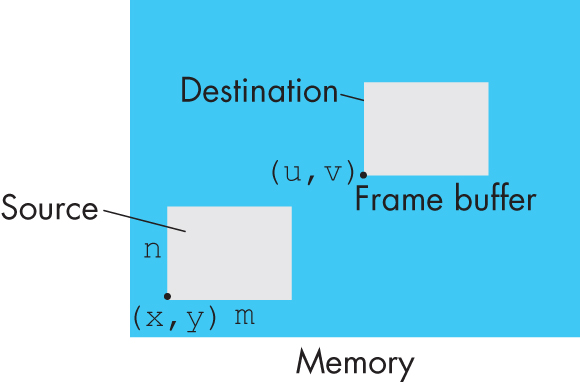 Destination
(u,v)
Frame buffer
Source
n
(x,y) m
Memory